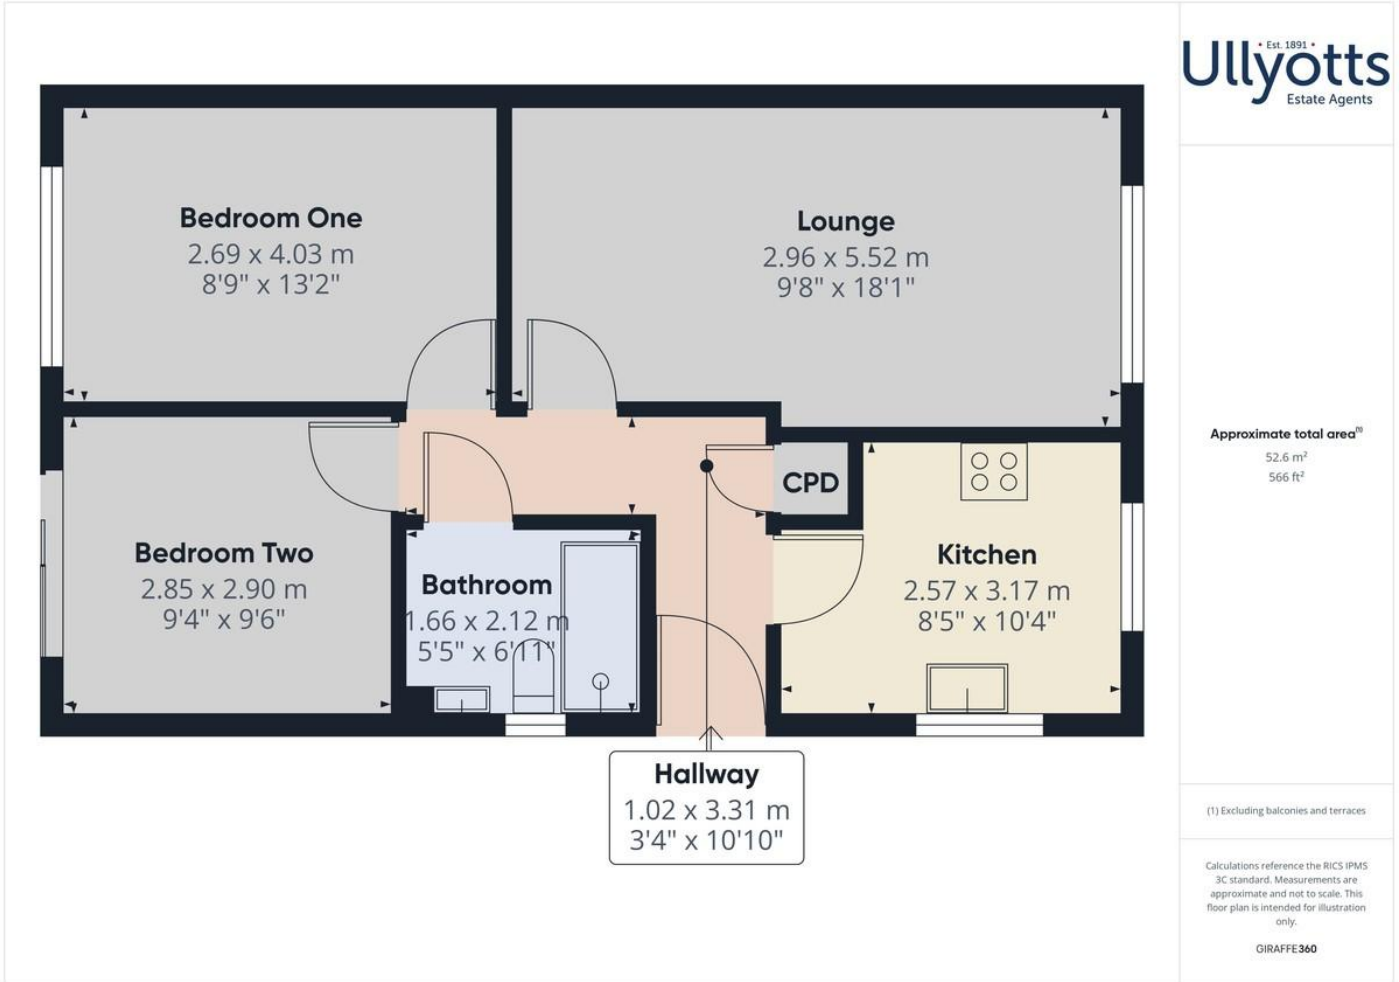 Bedroom One
2.69 x 4.03 m
8'9" x 13'2"
Lounge
2.96 x 5.52 m
9'8" x 18'1"
CPD
Bedroom Two
2.85 x 2.90 m
9'4" x 9'6"
Bathroom
1.66 x 2.12 m
5'5" x 6'11"
Kitchen
2.57 x 3.17 m
8'5" x 10'4"
Hallway
1.02 x 3.31 m
3'4" x 10'10"
• Est. 1891 •
Ullyotts
Estate Agents
Approximate total area⁽¹⁾
52.6 m²
566 ft²
(1) Excluding balconies and terraces
Calculations reference the RICS IPMS
3C standard. Measurements are
approximate and not to scale. This
floor plan is intended for illustration
only.
GIRAFFE360